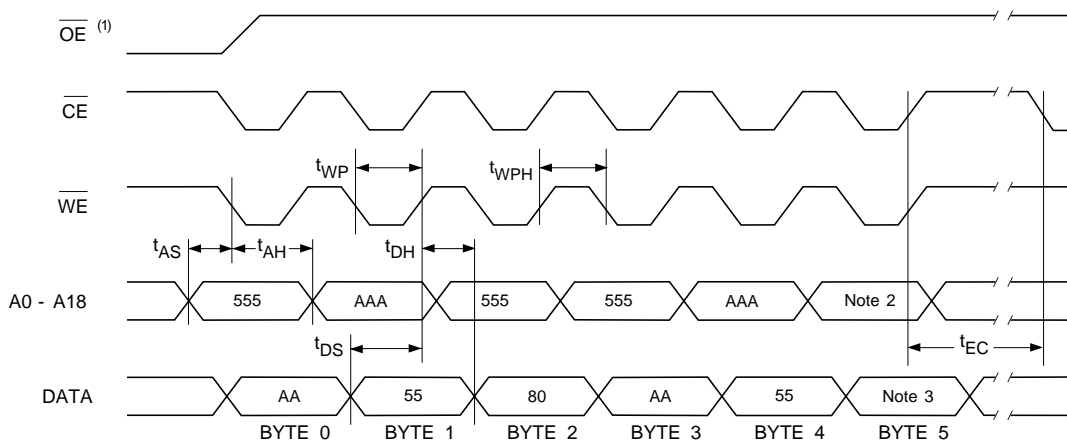 OE (1)
CE
tWP
tWPH
WE
tAS
tAH
tDH
A0 - A18
555
AAA
555
555
AAA
Note 2
tDS
tEC
DATA
AA
55
80
AA
55
Note 3
BYTE 0
BYTE 1
BYTE 2
BYTE 3
BYTE 4
BYTE 5